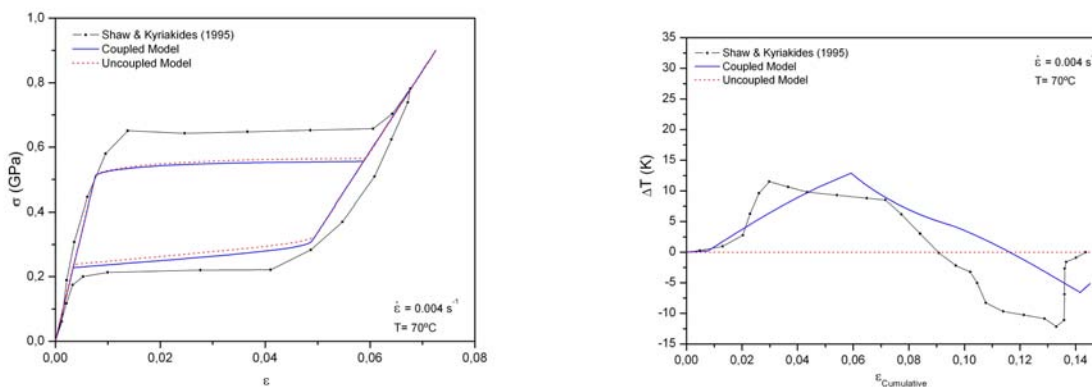 1,0
0,8
0,6
0,4
0,2
0,0
σ (GPa)
Shaw & Kyriakides (1995)
Coupled Model
Uncoupled Model
ε̇ = 0.004 s⁻¹
T= 70ºC
0,00 0,02 0,04 0,06 0,08
ε
35
30
25
20
15
10
5
0
-5
-10
-15
ΔT (K)
Shaw & Kyriakides (1995)
Coupled Model
Uncoupled Model
ε̇ = 0.004 s
T= 70ºC
0,00 0,02 0,04 0,06 0,08 0,10 0,12 0,14
εCumulative